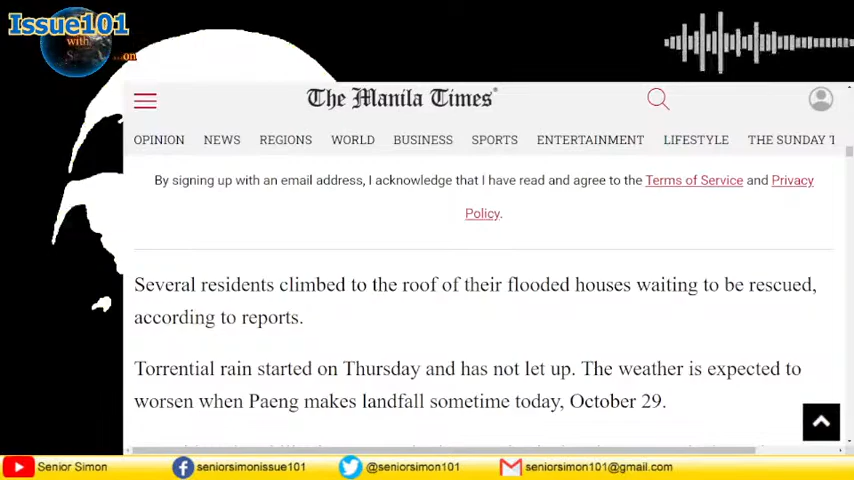 Issue101
with
The Manila Times
OPINION NEWS REGIONS WORLD BUSINESS SPORTS ENTERTAINMENT LIFESTYLE THE SUNDAY T
By signing up with an email address, I acknowledge that I have read and agree to the Terms of Service and Privacy
Policy.
Several residents climbed to the roof of their flooded houses waiting to be rescued,
according to reports.
Torrential rain started on Thursday and has not let up. The weather is expected to
worsen when Paeng makes landfall sometime today, October 29.
Senior Simon seniorsimonissue101 @seniorsimon101 seniorsimon101@gmail.com